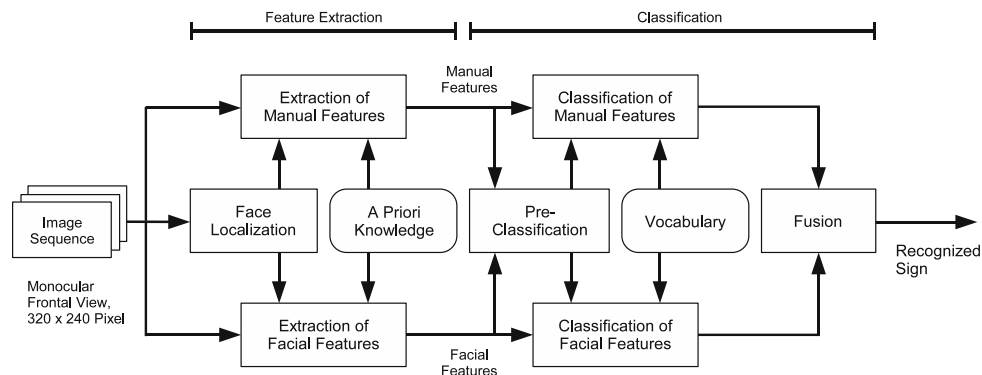 Feature Extraction
Classification
Manual
Features
Extraction of
Manual Features
Classification of
Manual Features
Image
Sequence
Face
Localization
A Priori
Knowledge
Pre-
Classification
Vocabulary
Fusion
Recognized
Sign
Monocular
Frontal View,
320 x 240 Pixel
Extraction of
Facial Features
Classification of
Facial Features
Facial
Features